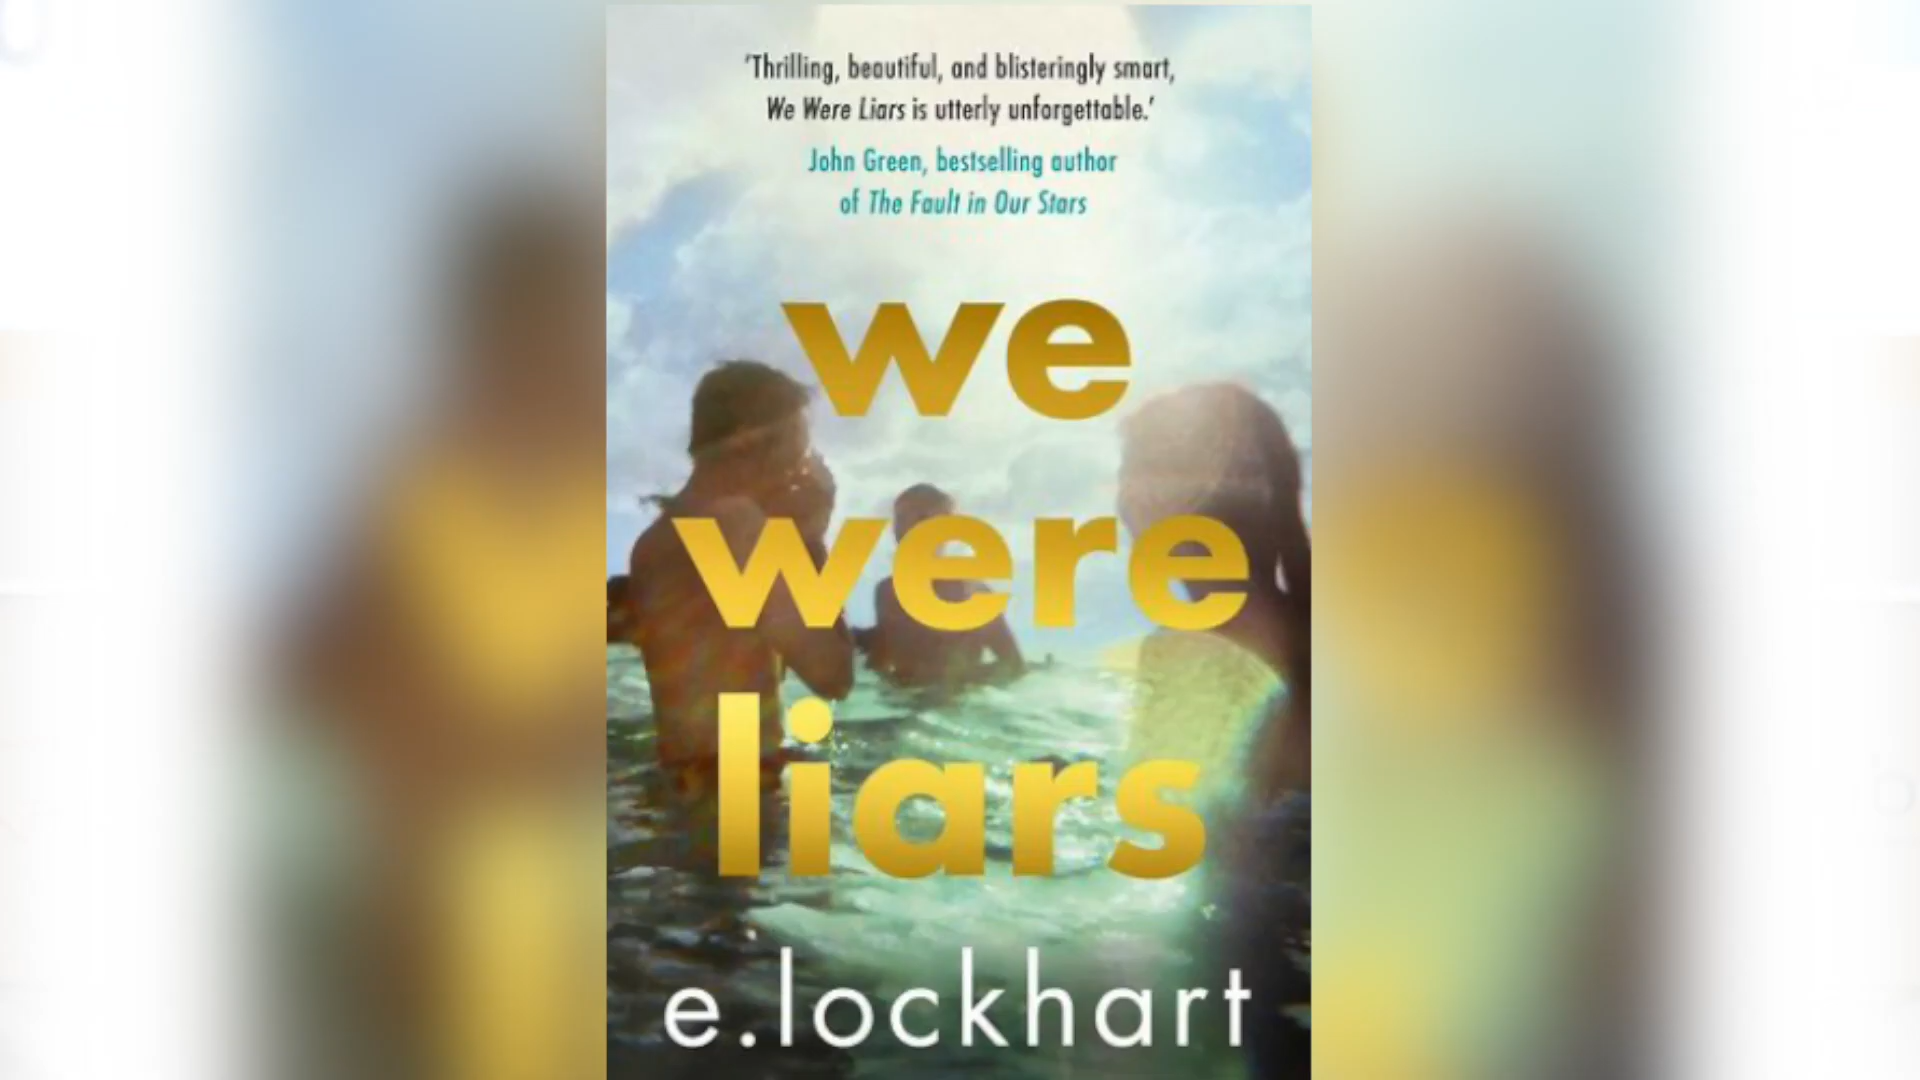 'Thrilling, beautiful, and blisteringly smart,
We Were Liars is utterly unforgettable.'
John Green, bestselling author
of The Fault in Our Stars
we
were
liars
e.lockhart